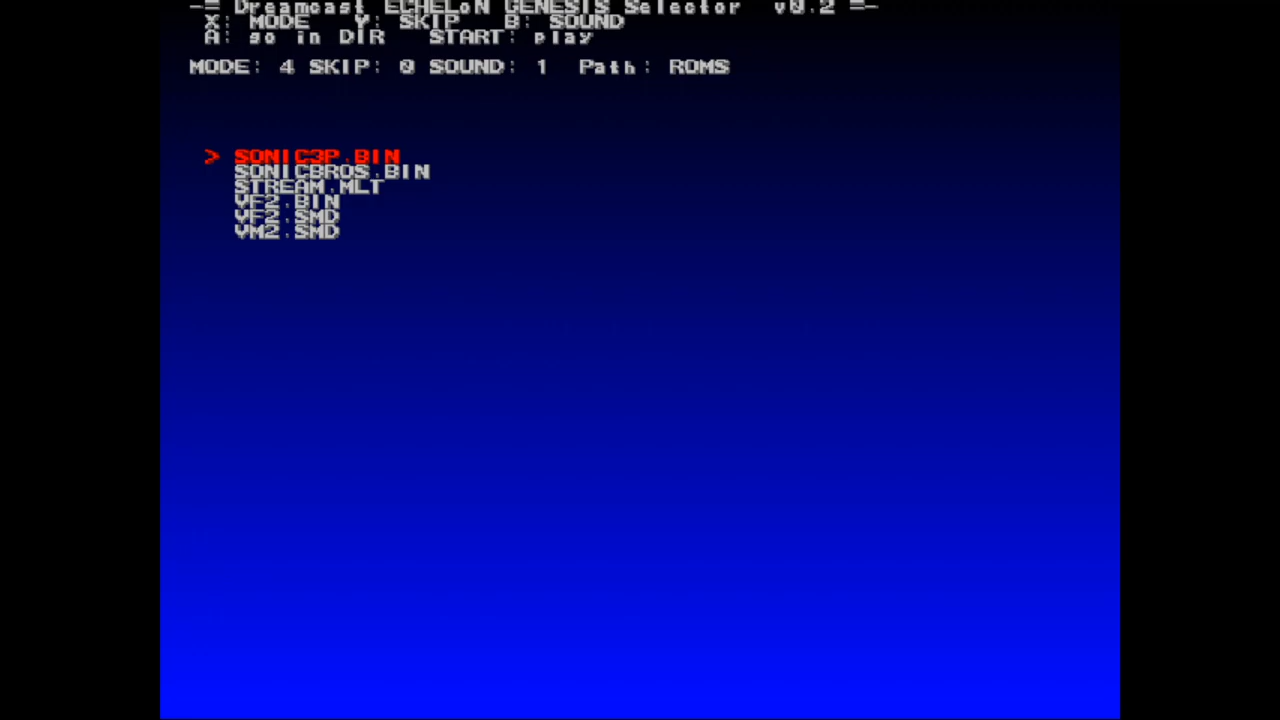 -= Dreamcast ECHELoN GENESIS Selector v0.2 =-
X: MODE Y: SKIP B: SOUND
A: go in DIR START: play
MODE: 4 SKIP: 0 SOUND: 1 Path: ROMS
> SONIC3P.BIN
SONICBROS.BIN
STREAM.MLT
VF2.BIN
VF2.SMD
VM2.SMD